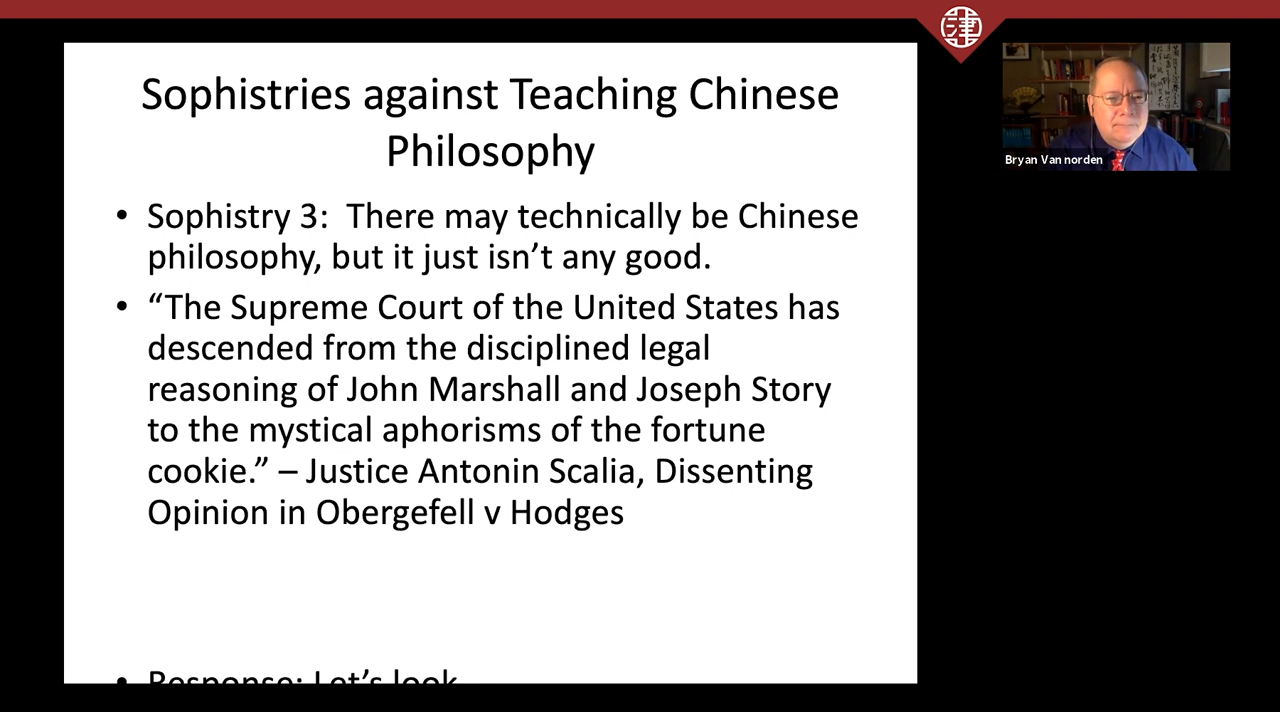 Sophistries against Teaching Chinese
Philosophy
• Sophistry 3:  There may technically be Chinese
philosophy, but it just isn’t any good.
• “The Supreme Court of the United States has
descended from the disciplined legal
reasoning of John Marshall and Joseph Story
to the mystical aphorisms of the fortune
cookie.” – Justice Antonin Scalia, Dissenting
Opinion in Obergefell v Hodges
• Response: Let’s look
Bryan Van norden